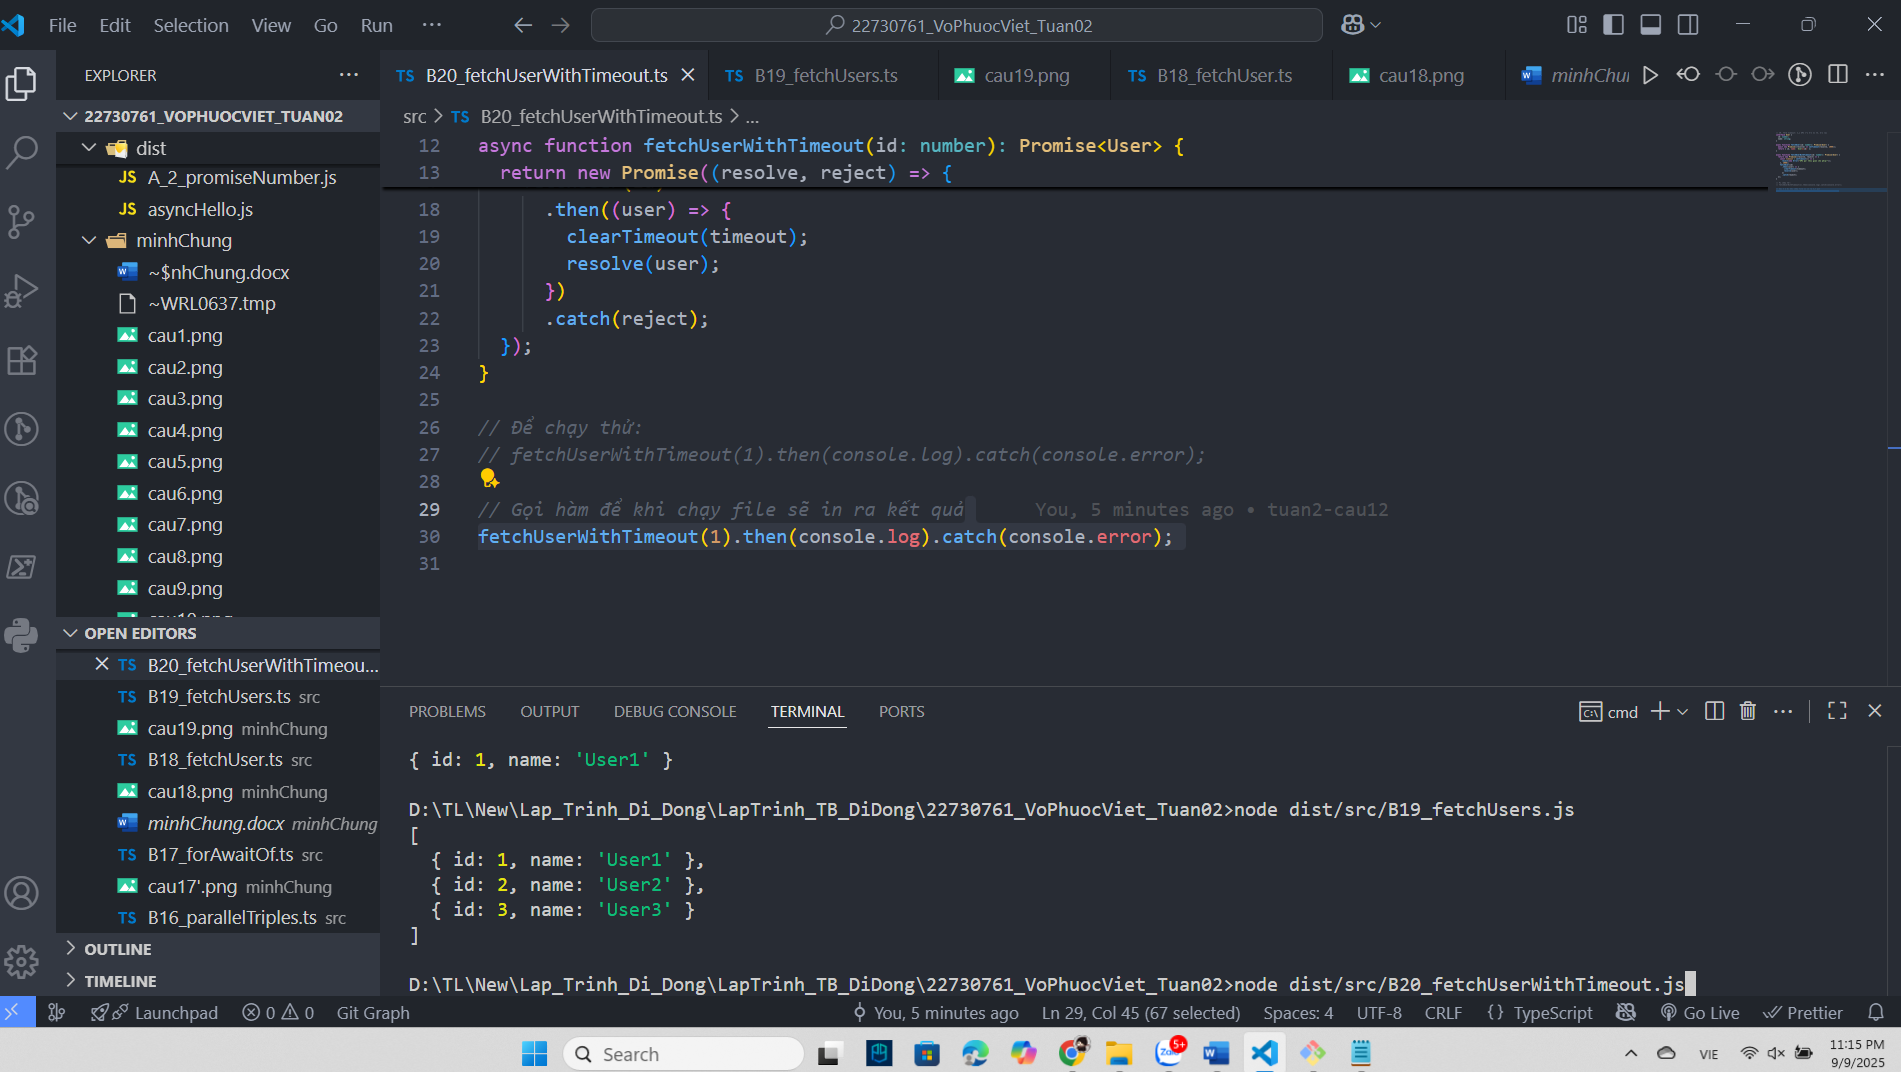 File Edit Selection View Go Run ···
22730761_VoPhuocViet_Tuan02
EXPLORER
22730761_VOPHUOCVIET_TUAN02
dist
JS A_2_promiseNumber.js
JS asyncHello.js
minhChung
~$nhChung.docx
~WRL0637.tmp
cau1.png
cau2.png
cau3.png
cau4.png
cau5.png
cau6.png
cau7.png
cau8.png
cau9.png
OPEN EDITORS
TS B20_fetchUserWithTimeou...
TS B19_fetchUsers.ts src
cau19.png minhChung
TS B18_fetchUser.ts src
cau18.png minhChung
minhChung.docx minhChung
TS B17_forAwaitOf.ts src
cau17'.png minhChung
TS B16_parallelTriples.ts src
OUTLINE
TIMELINE
TS B20_fetchUserWithTimeout.ts TS B19_fetchUsers.ts cau19.png TS B18_fetchUser.ts cau18.png minhChu
src > TS B20_fetchUserWithTimeout.ts > ...
12 async function fetchUserWithTimeout(id: number): Promise<User> {
13 return new Promise((resolve, reject) => {
18 .then((user) => {
19 clearTimeout(timeout);
20 resolve(user);
21 })
22 .catch(reject);
23 });
24 }
25
26 // Để chạy thử:
27 // fetchUserWithTimeout(1).then(console.log).catch(console.error);
28
29 // Gọi hàm để khi chạy file sẽ in ra kết quả You, 5 minutes ago • tuan2-cau12
30 fetchUserWithTimeout(1).then(console.log).catch(console.error);
31
PROBLEMS OUTPUT DEBUG CONSOLE TERMINAL PORTS
cmd
{ id: 1, name: 'User1' }
D:\TL\New\Lap_Trinh_Di_Dong\LapTrinh_TB_DiDong\22730761_VoPhuocViet_Tuan02>node dist/src/B19_fetchUsers.js
[
{ id: 1, name: 'User1' },
{ id: 2, name: 'User2' },
{ id: 3, name: 'User3' }
]
D:\TL\New\Lap_Trinh_Di_Dong\LapTrinh_TB_DiDong\22730761_VoPhuocViet_Tuan02>node dist/src/B20_fetchUserWithTimeout.js
Launchpad 0 0 Git Graph You, 5 minutes ago Ln 29, Col 45 (67 selected) Spaces: 4 UTF-8 CRLF {} TypeScript Go Live Prettier
Search
5+
VIE
11:15 PM
9/9/2025